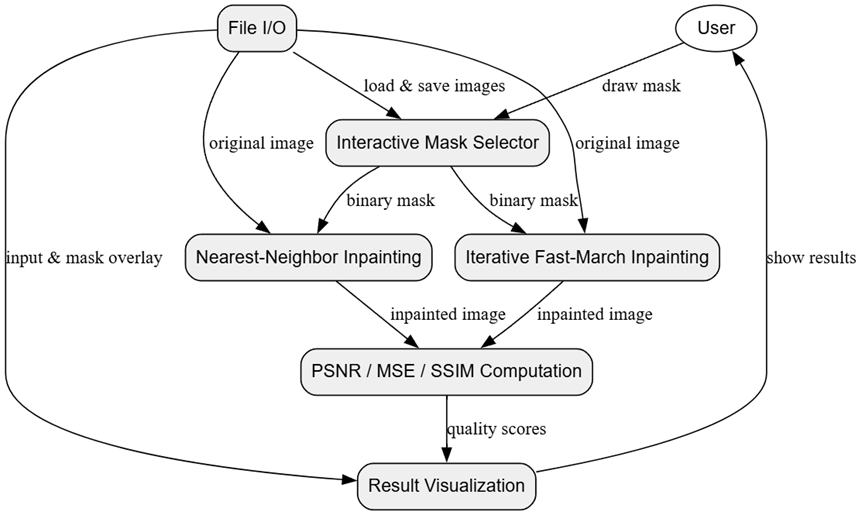 File I/O
User
load & save images
draw mask
original image
Interactive Mask Selector
original image
binary mask
binary mask
input & mask overlay
Nearest-Neighbor Inpainting
Iterative Fast-March Inpainting
show results
inpainted image
inpainted image
PSNR / MSE / SSIM Computation
quality scores
Result Visualization